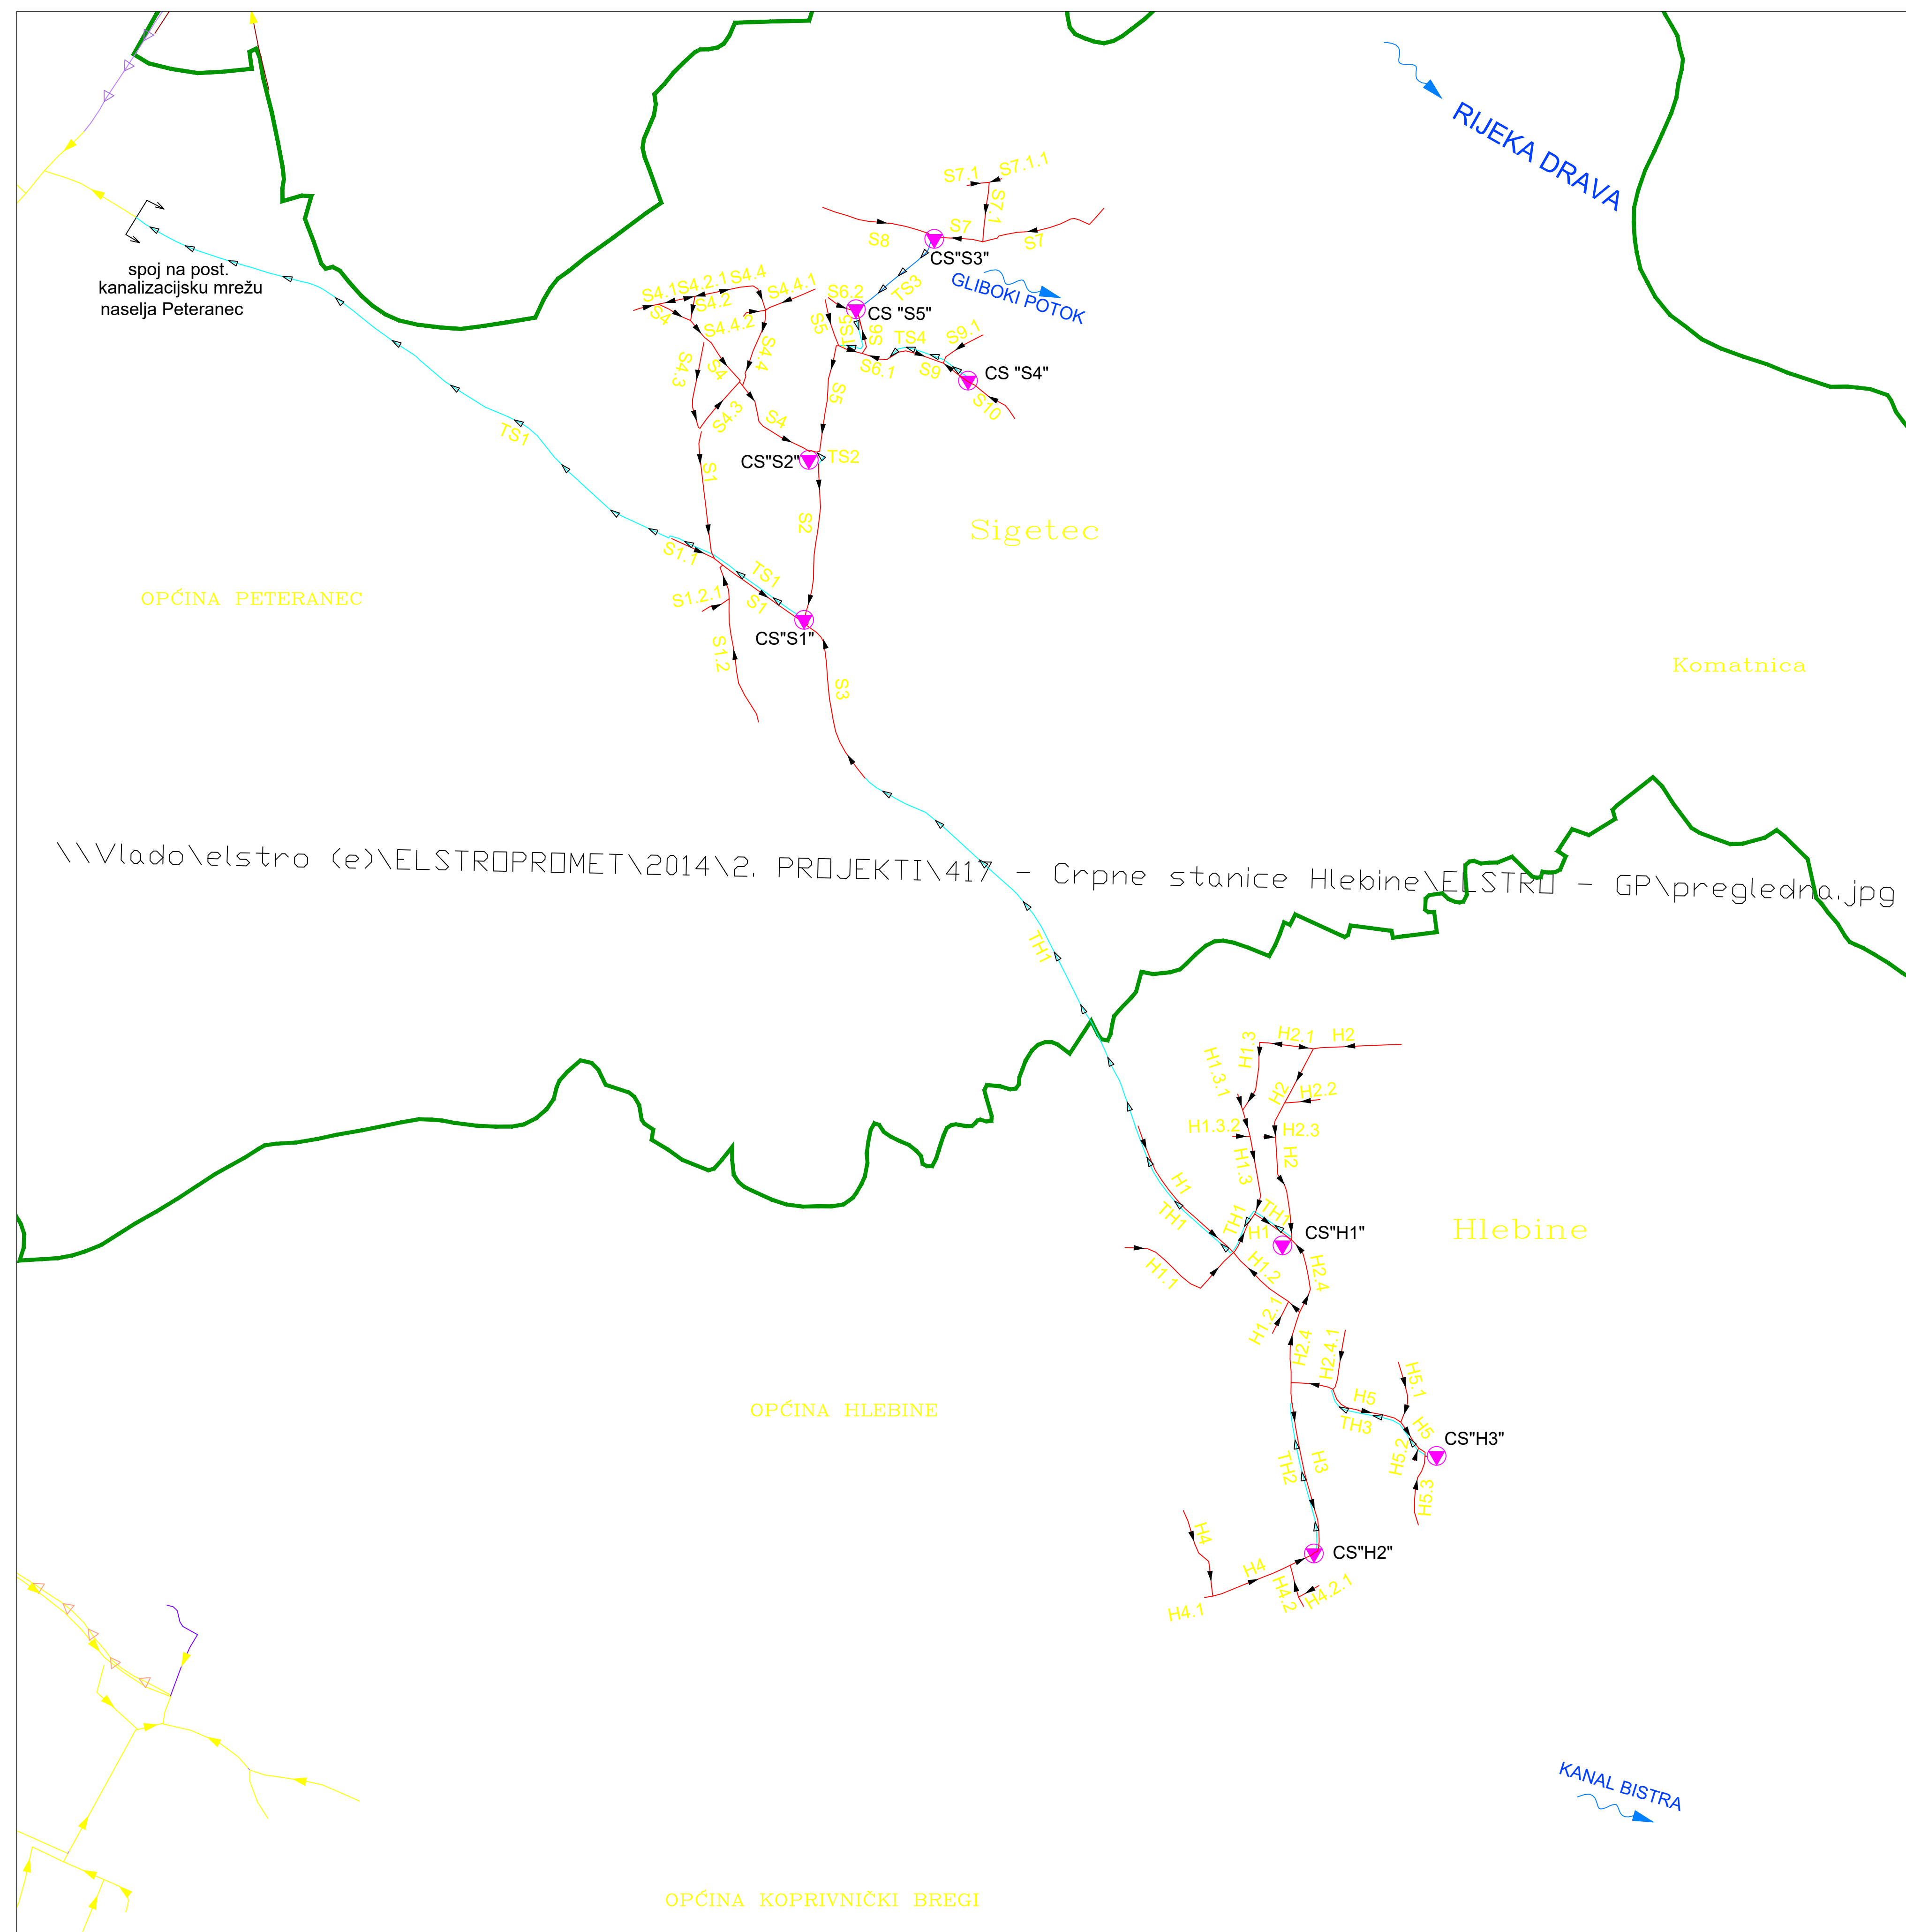 RIJEKA DRAVA
S7.1
S7.1.1
S7.1
S8
S7
S7
CS"S3"
TS3
GLIBOKI POTOK
spoj na post.
kanalizacijsku mrežu
naselja Peteranec
S4.1
S4.2.1
S4.4
S4.4.1
S4.2
S4
S4.4.2
S6.2
CS "S5"
S5
S6
TS4
S9.1
S4.3
S4
S4.4
S6.1
S9
CS "S4"
S10
S5
S4.3
S4
TS1
CS"S2"
TS2
S1
S2
Sigetec
S1.1
TS1
S1
OPĆINA PETERANEC
S1.2.1
CS"S1"
S1.2
S3
Komatnica
\\Vlado\elstro (e)\ELSTROPROMET\2014\2. PROJEKTI\417 - Crpne stanice Hlebine\ELSTRO - GP\pregledna.jpg
TH1
H1.3
H2.1
H2
H1.3.1
H2
H2.2
H1.3.2
H2.3
H1.3
H2
H1
TH1
TH1
TH1
H1
CS"H1"
Hlebine
H1.1
H1.2
H2.4
H1.2.1
H2.4
H2.4.1
H5.1
OPĆINA HLEBINE
H5
TH3
H5
CS"H3"
H5.2
TH2
H3
H5.3
H4
CS"H2"
H4
H4.1
H4.2
H4.2.1
KANAL BISTRA
OPĆINA KOPRIVNIČKI BREGI